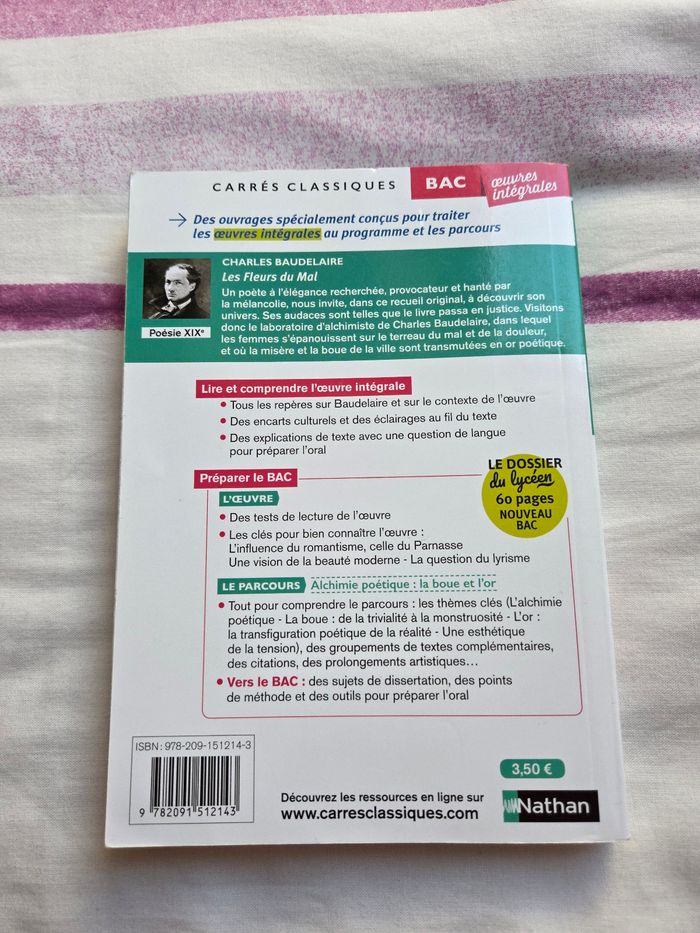 CARRÉS CLASSIQUES BAC œuvres intégrales
→ Des ouvrages spécialement conçus pour traiter
les œuvres intégrales au programme et les parcours
CHARLES BAUDELAIRE
Les Fleurs du Mal
Un poète à l'élégance recherchée, provocateur et hanté par
la mélancolie, nous invite, dans ce recueil original, à découvrir son
univers. Ses audaces sont telles que le livre passa en justice. Visitons
donc le laboratoire d'alchimiste de Charles Baudelaire, dans lequel
les femmes s'épanouissent sur le terreau du mal et de la douleur,
et où la misère et la boue de la ville sont transmutées en or poétique.
Poésie XIXe
Lire et comprendre l'œuvre intégrale
• Tous les repères sur Baudelaire et sur le contexte de l'œuvre
• Des encarts culturels et des éclairages au fil du texte
• Des explications de texte avec une question de langue
pour préparer l'oral
LE DOSSIER
du lycéen
60 pages
NOUVEAU
BAC
Préparer le BAC
L'ŒUVRE
• Des tests de lecture de l'œuvre
• Les clés pour bien connaître l'œuvre :
L'influence du romantisme, celle du Parnasse
Une vision de la beauté moderne - La question du lyrisme
LE PARCOURS Alchimie poétique : la boue et l'or
• Tout pour comprendre le parcours : les thèmes clés (L'alchimie
poétique - La boue : de la trivialité à la monstruosité - L'or :
la transfiguration poétique de la réalité - Une esthétique
de la tension), des groupements de textes complémentaires,
des citations, des prolongements artistiques...
• Vers le BAC : des sujets de dissertation, des points
de méthode et des outils pour préparer l'oral
ISBN : 978-209-151214-3
9 782091 512143
3,50 €
Découvrez les ressources en ligne sur
www.carresclassiques.com
Nathan